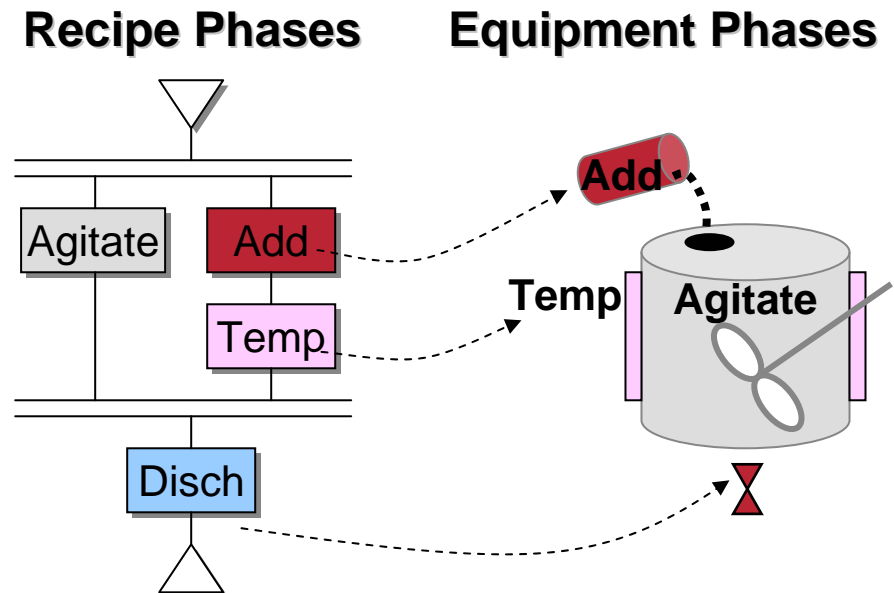 Recipe Phases
Equipment Phases
Agitate
Add
Temp
Disch
Add
Temp
Agitate